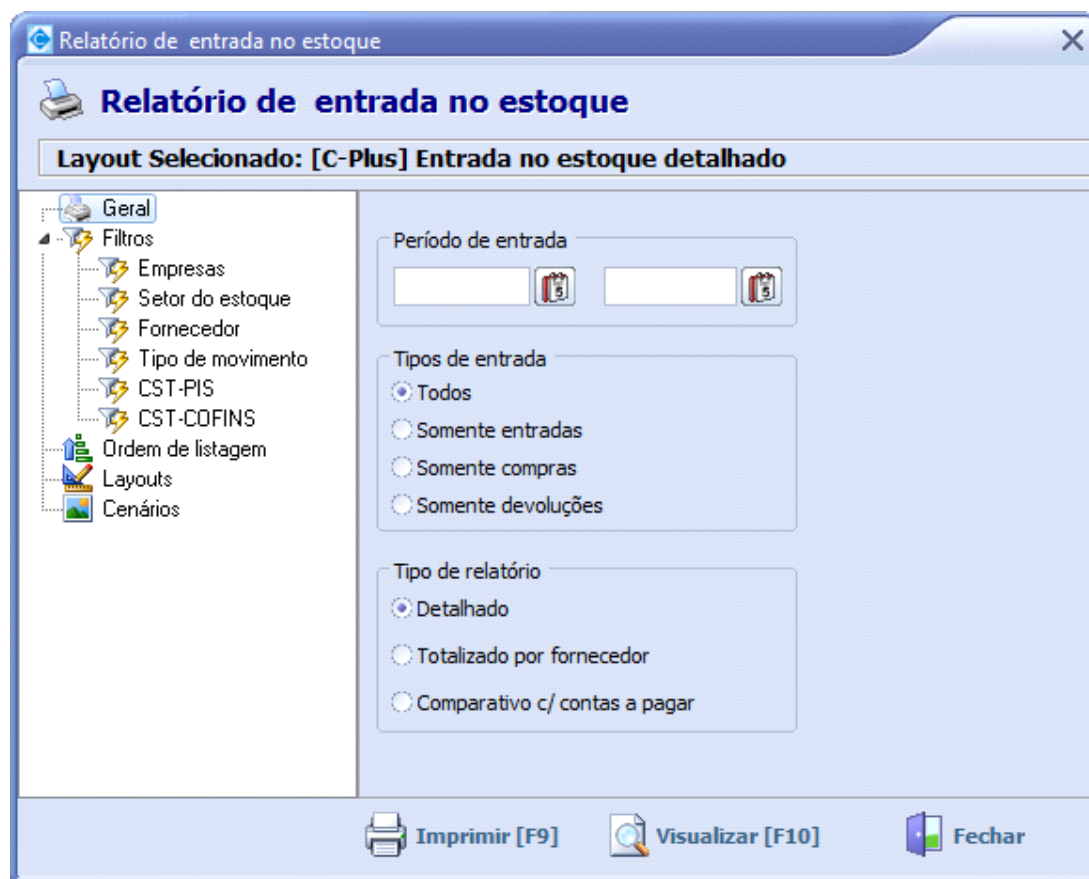 Relatório de  entrada no estoque
Relatório de  entrada no estoque
Layout Selecionado: [C-Plus] Entrada no estoque detalhado
Geral
Filtros
Empresas
Setor do estoque
Fornecedor
Tipo de movimento
CST-PIS
CST-COFINS
Ordem de listagem
Layouts
Cenários
Período de entrada
5
5
Tipos de entrada
Todos
Somente entradas
Somente compras
Somente devoluções
Tipo de relatório
Detalhado
Totalizado por fornecedor
Comparativo c/ contas a pagar
Imprimir [F9] Visualizar [F10] Fechar